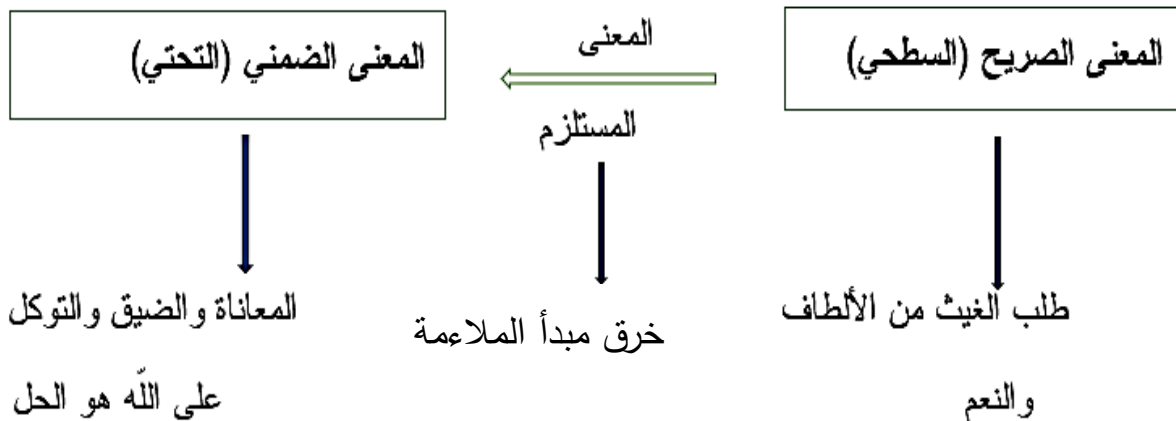 المعنى الصريح (السطحي)
المعنى
المستلزم
المعنى الضمني (التحتي)
طلب الغيث من الألطاف
والنعم
خرق مبدأ الملاءمة
المعاناة والضيق والتوكل
على اللّه هو الحل